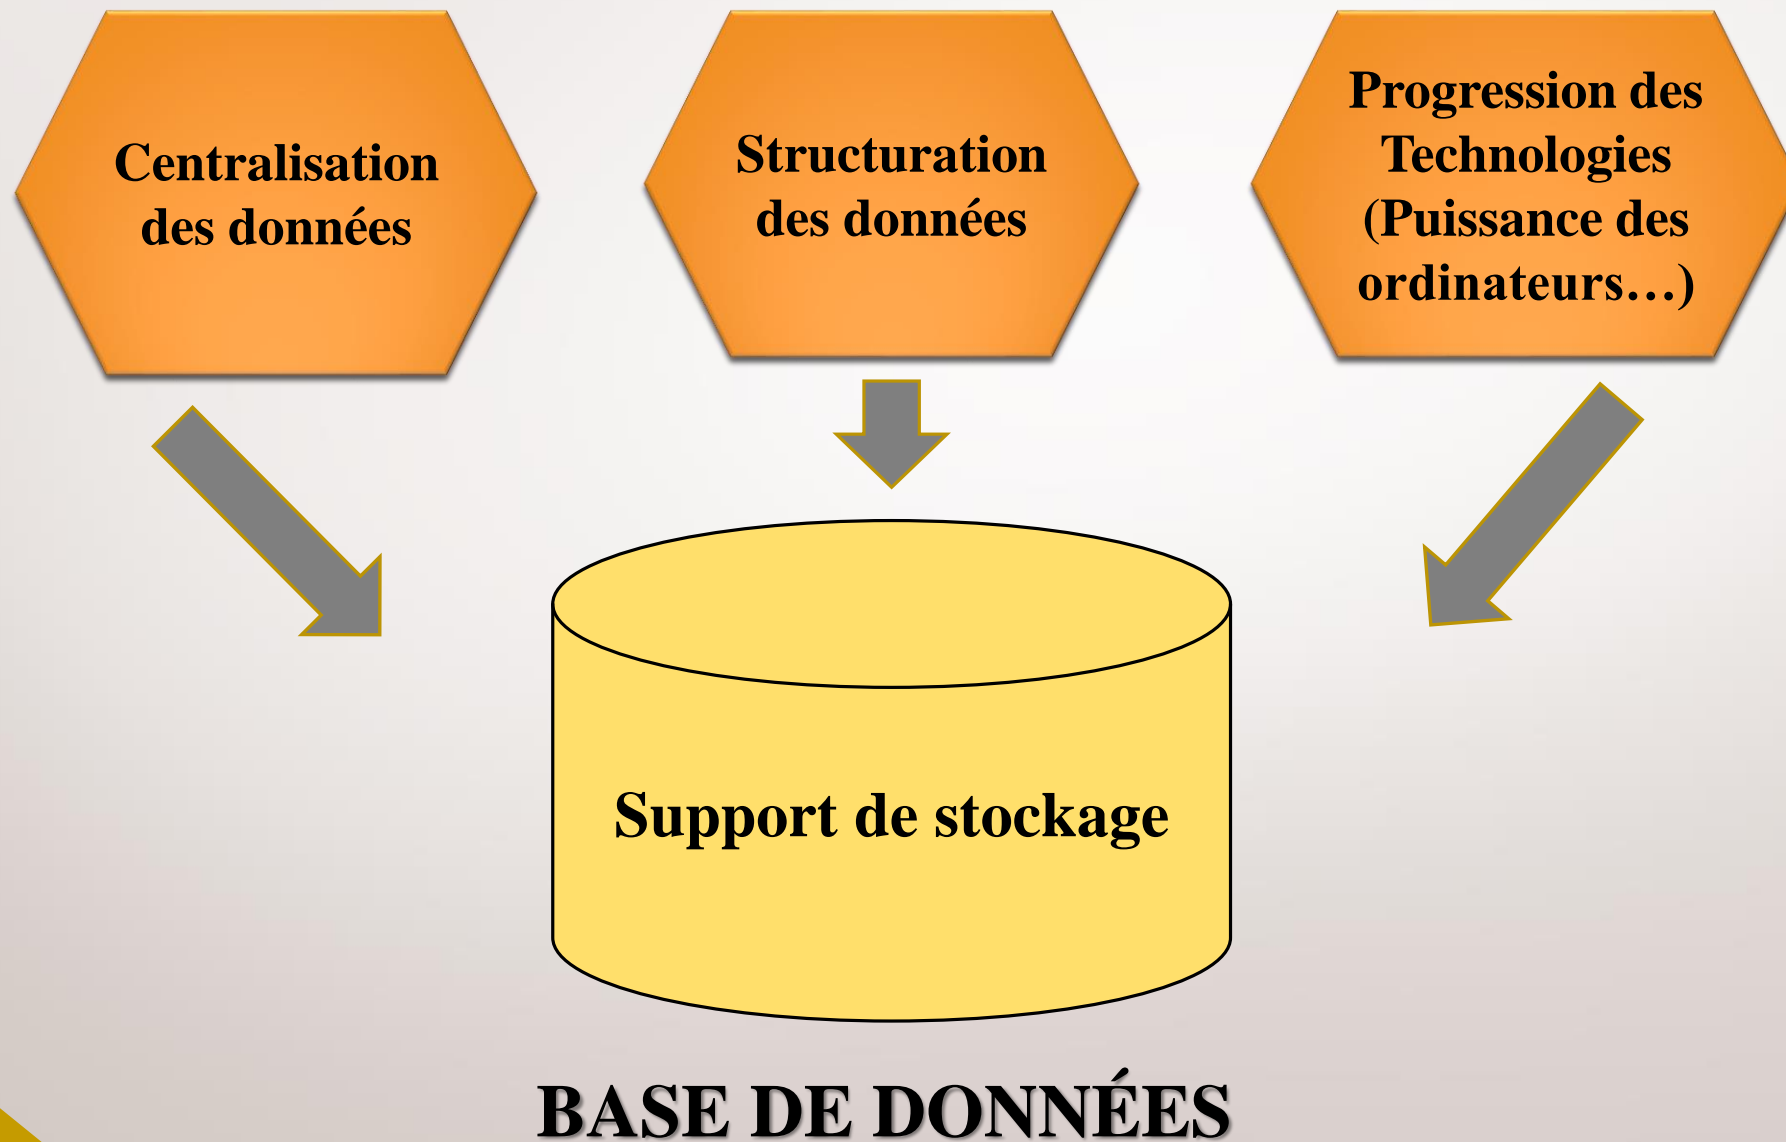 Centralisation
des données
Structuration
des données
Progression des
Technologies
(Puissance des
ordinateurs…)
Support de stockage
BASE DE DONNÉES